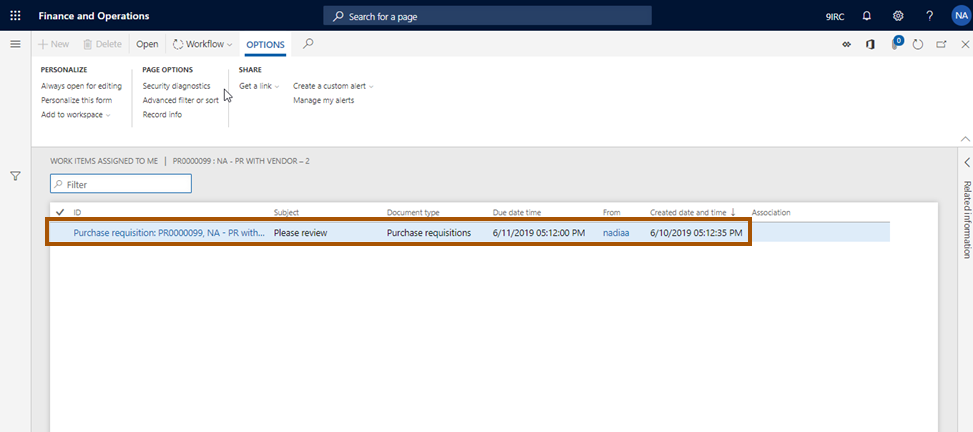 Finance and Operations
Search for a page
9IRC
?
NA
New
Delete
Open
Workflow
OPTIONS
0
PERSONALIZE
Always open for editing
Personalize this form
Add to workspace
PAGE OPTIONS
Security diagnostics
Advanced filter or sort
Record info
SHARE
Get a link
Create a custom alert
Manage my alerts
WORK ITEMS ASSIGNED TO ME | PR0000099 : NA - PR WITH VENDOR – 2
Filter
ID Subject Document type Due date time From Created date and time Association
Purchase requisition: PR0000099, NA - PR with... Please review Purchase requisitions 6/11/2019 05:12:00 PM nadiaa 6/10/2019 05:12:35 PM
Related information